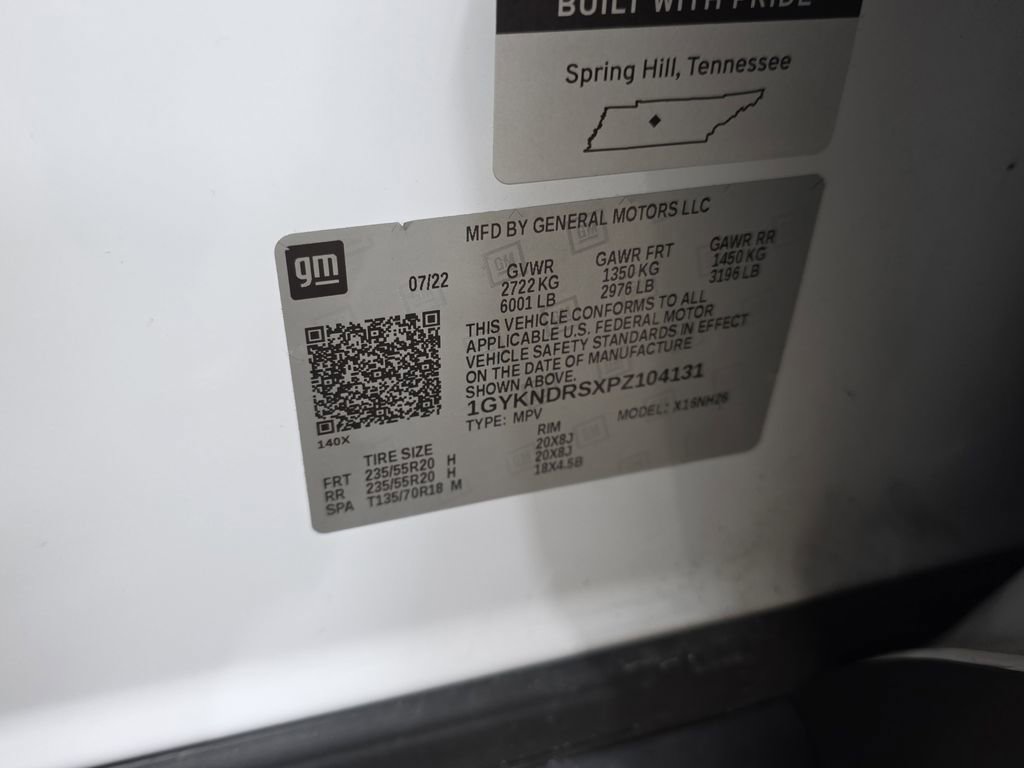 BUILT WITH PRIDE
Spring Hill, Tennessee
MFD BY GENERAL MOTORS LLC
gm
07/22
GVWR
2722 KG
6001 LB
GAWR FRT
1350 KG
2976 LB
GAWR RR
1450 KG
3196 LB
THIS VEHICLE CONFORMS TO ALL
APPLICABLE U.S. FEDERAL MOTOR
VEHICLE SAFETY STANDARDS IN EFFECT
ON THE DATE OF MANUFACTURE
SHOWN ABOVE.
1GYKNDRSXPZ104131
TYPE: MPV
MODEL: X16NH26
140X
TIRE SIZE RIM
FRT 235/55R20 H 20X8J
RR 235/55R20 H 20X8J
SPA T135/70R18 M 18X4.5B